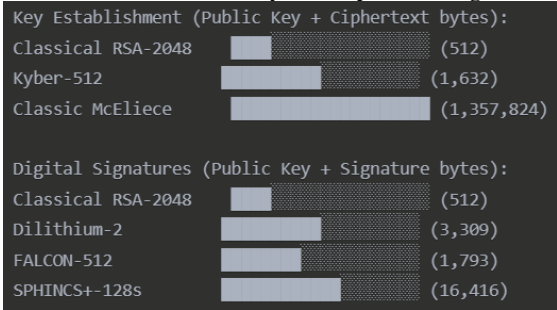 Key Establishment (Public Key + Ciphertext bytes):
Classical RSA-2048 (512)
Kyber-512 (1,632)
Classic McEliece (1,357,824)
Digital Signatures (Public Key + Signature bytes):
Classical RSA-2048 (512)
Dilithium-2 (3,309)
FALCON-512 (1,793)
SPHINCS+-128s (16,416)